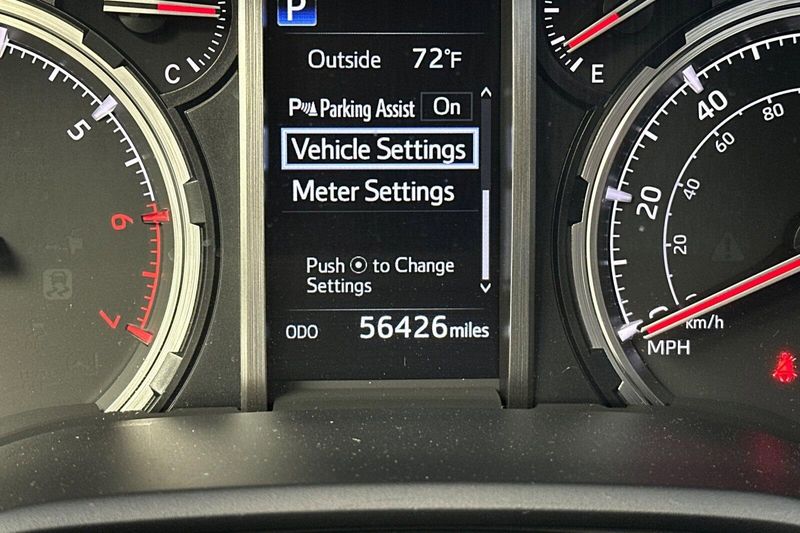 P
Outside 72°F
P Parking Assist On
Vehicle Settings
Meter Settings
Push ⊙ to Change
Settings
ODO 56426 miles
C
5
6
7
E
40
20
0
80
60
40
20
km/h
MPH